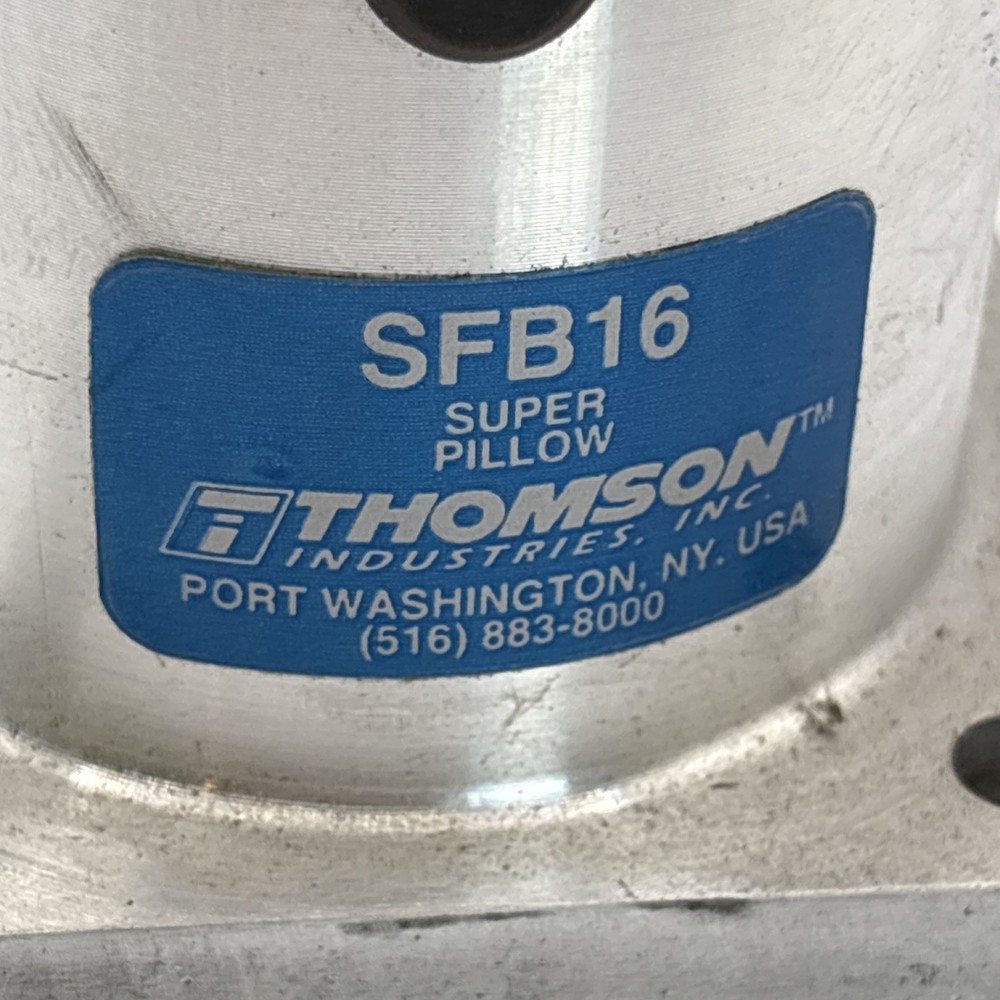 SFB16
SUPER
PILLOW
THOMSON™
INDUSTRIES, INC.
PORT WASHINGTON, NY. USA
(516) 883-8000